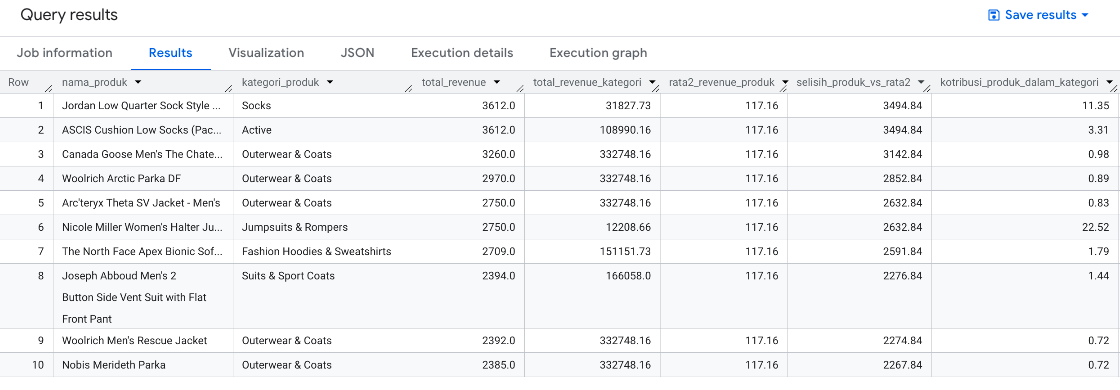 Query results
Save results
Job information Results Visualization JSON Execution details Execution graph
Row nama_produk kategori_produk total_revenue total_revenue_kategori rata2_revenue_produk selisih_produk_vs_rata2 kotribusi_produk_dalam_kategori
1 Jordan Low Quarter Sock Style ... Socks 3612.0 31827.73 117.16 3494.84 11.35
2 ASCIS Cushion Low Socks (Pac... Active 3612.0 108990.16 117.16 3494.84 3.31
3 Canada Goose Men's The Chate... Outerwear & Coats 3260.0 332748.16 117.16 3142.84 0.98
4 Woolrich Arctic Parka DF Outerwear & Coats 2970.0 332748.16 117.16 2852.84 0.89
5 Arc'teryx Theta SV Jacket - Men's Outerwear & Coats 2750.0 332748.16 117.16 2632.84 0.83
6 Nicole Miller Women's Halter Ju... Jumpsuits & Rompers 2750.0 12208.66 117.16 2632.84 22.52
7 The North Face Apex Bionic Sof... Fashion Hoodies & Sweatshirts 2709.0 151151.73 117.16 2591.84 1.79
8 Joseph Abboud Men's 2 Suits & Sport Coats 2394.0 166058.0 117.16 2276.84 1.44
Button Side Vent Suit with Flat
Front Pant
9 Woolrich Men's Rescue Jacket Outerwear & Coats 2392.0 332748.16 117.16 2274.84 0.72
10 Nobis Merideth Parka Outerwear & Coats 2385.0 332748.16 117.16 2267.84 0.72